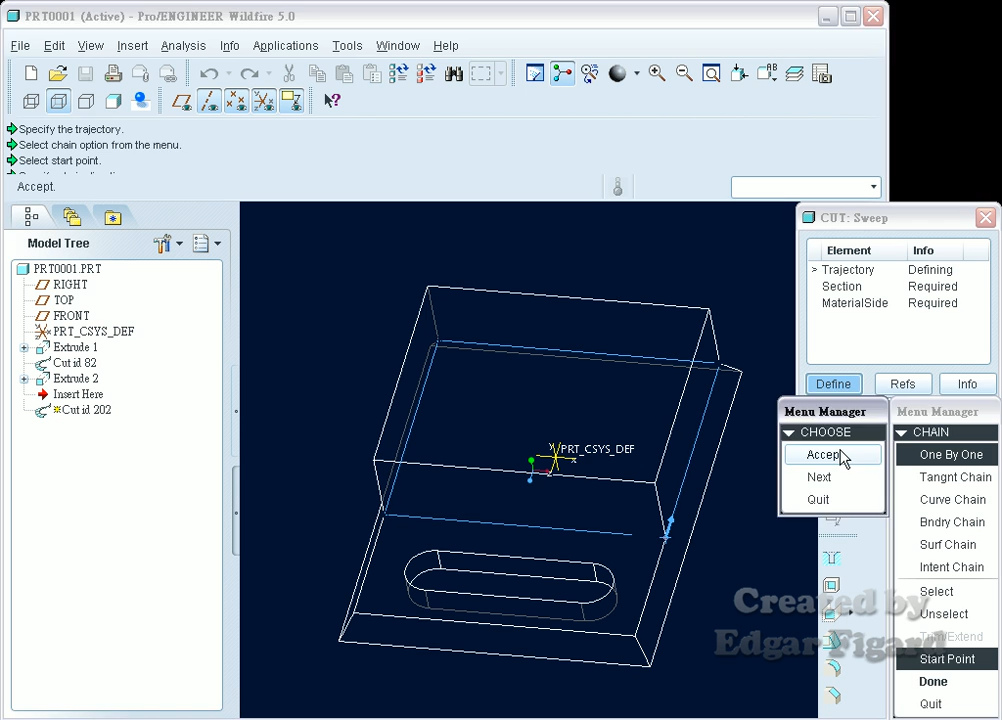 PRT0001 (Active) - Pro/ENGINEER Wildfire 5.0
File Edit View Insert Analysis Info Applications Tools Window Help
Specify the trajectory.
Select chain option from the menu.
Select start point.
Accept.
Model Tree
PRT0001.PRT
RIGHT
TOP
FRONT
PRT_CSYS_DEF
Extrude 1
Cut id 82
Extrude 2
Insert Here
Cut id 202
Y PRT_CSYS_DEF
X
CUT: Sweep
Element Info
> Trajectory Defining
Section Required
MaterialSide Required
Define Refs Info
Menu Manager
CHOOSE
Accept
Next
Quit
Menu Manager
CHAIN
One By One
Tangnt Chain
Curve Chain
Bndry Chain
Surf Chain
Intent Chain
Select
Unselect
Trim/Extend
Start Point
Done
Quit
Created by
Edgar Figard